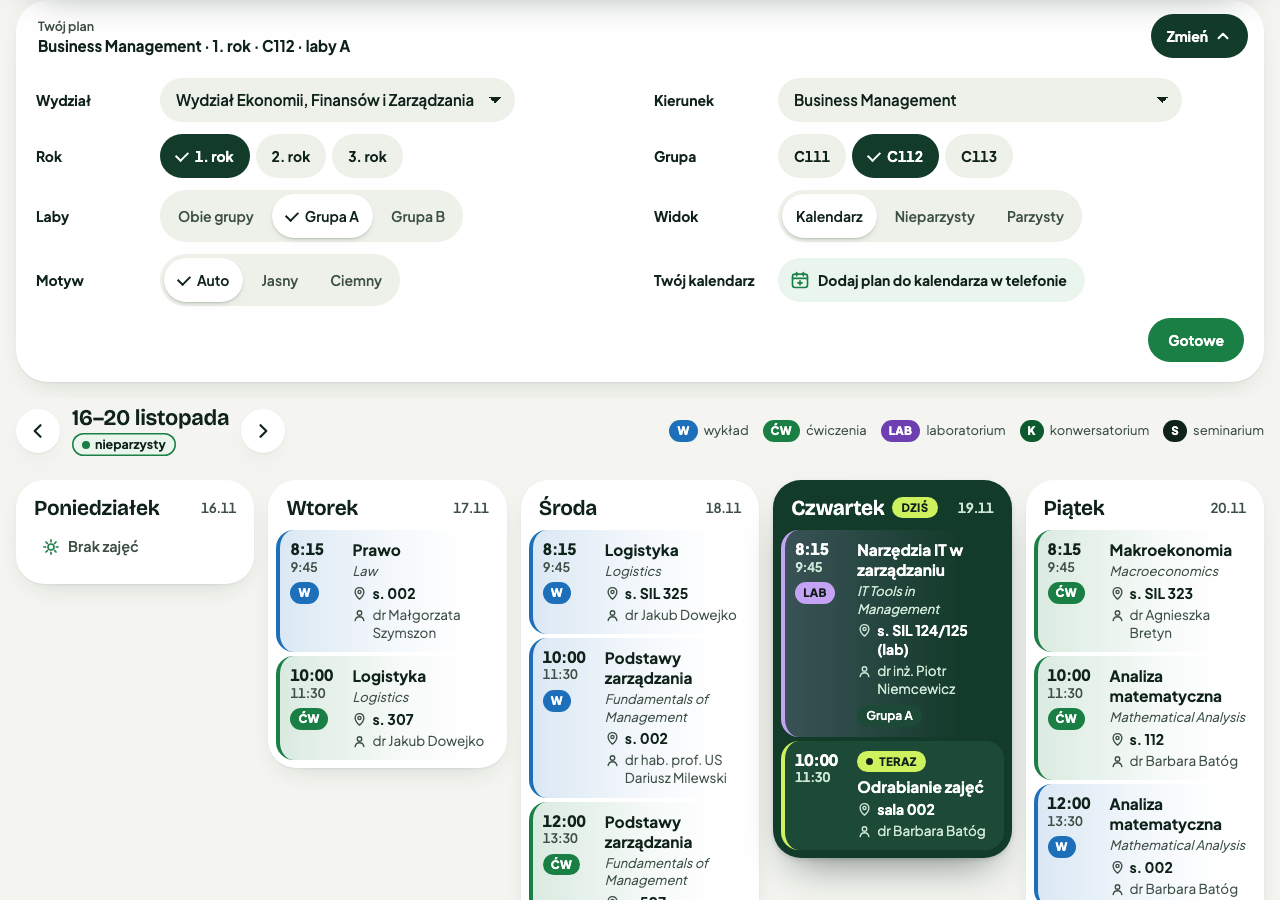 Twój plan
Business Management · 1. rok · C112 · laby A
Zmień
Wydział
Wydział Ekonomii, Finansów i Zarządzania
Kierunek
Business Management
Rok
1. rok
2. rok
3. rok
Grupa
C111
C112
C113
Laby
Obie grupy
Grupa A
Grupa B
Widok
Kalendarz
Nieparzysty
Parzysty
Motyw
Auto
Jasny
Ciemny
Twój kalendarz
Dodaj plan do kalendarza w telefonie
Gotowe
16–20 listopada
nieparzysty
W wykład
ĆW ćwiczenia
LAB laboratorium
K konwersatorium
S seminarium
Poniedziałek 16.11
Brak zajęć
Wtorek 17.11
8:15
9:45
W
Prawo
Law
s. 002
dr Małgorzata
Szymszon
10:00
11:30
ĆW
Logistyka
Logistics
s. 307
dr Jakub Dowejko
Środa 18.11
8:15
9:45
W
Logistyka
Logistics
s. SIL 325
dr Jakub Dowejko
10:00
11:30
W
Podstawy
zarządzania
Fundamentals of
Management
s. 002
dr hab. prof. US
Dariusz Milewski
12:00
13:30
ĆW
Podstawy
zarządzania
Fundamentals of
Management
Czwartek DZIŚ 19.11
8:15
9:45
LAB
Narzędzia IT w
zarządzaniu
IT Tools in
Management
s. SIL 124/125
(lab)
dr inż. Piotr
Niemcewicz
Grupa A
10:00
11:30
TERAZ
Odrabianie zajęć
sala 002
dr Barbara Batóg
Piątek 20.11
8:15
9:45
ĆW
Makroekonomia
Macroeconomics
s. SIL 323
dr Agnieszka
Bretyn
10:00
11:30
ĆW
Analiza
matematyczna
Mathematical Analysis
s. 112
dr Barbara Batóg
12:00
13:30
W
Analiza
matematyczna
Mathematical Analysis
s. 002
dr Barbara Batóg